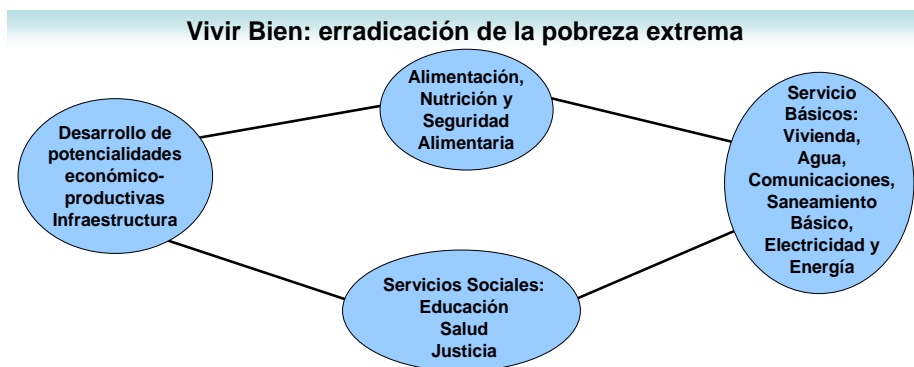 Vivir Bien: erradicación de la pobreza extrema
Alimentación,
Nutrición y
Seguridad
Alimentaria
Desarrollo de
potencialidades
económico-
productivas
Infraestructura
Servicio
Básicos:
Vivienda,
Agua,
Comunicaciones,
Saneamiento
Básico,
Electricidad y
Energía
Servicios Sociales:
Educación
Salud
Justicia